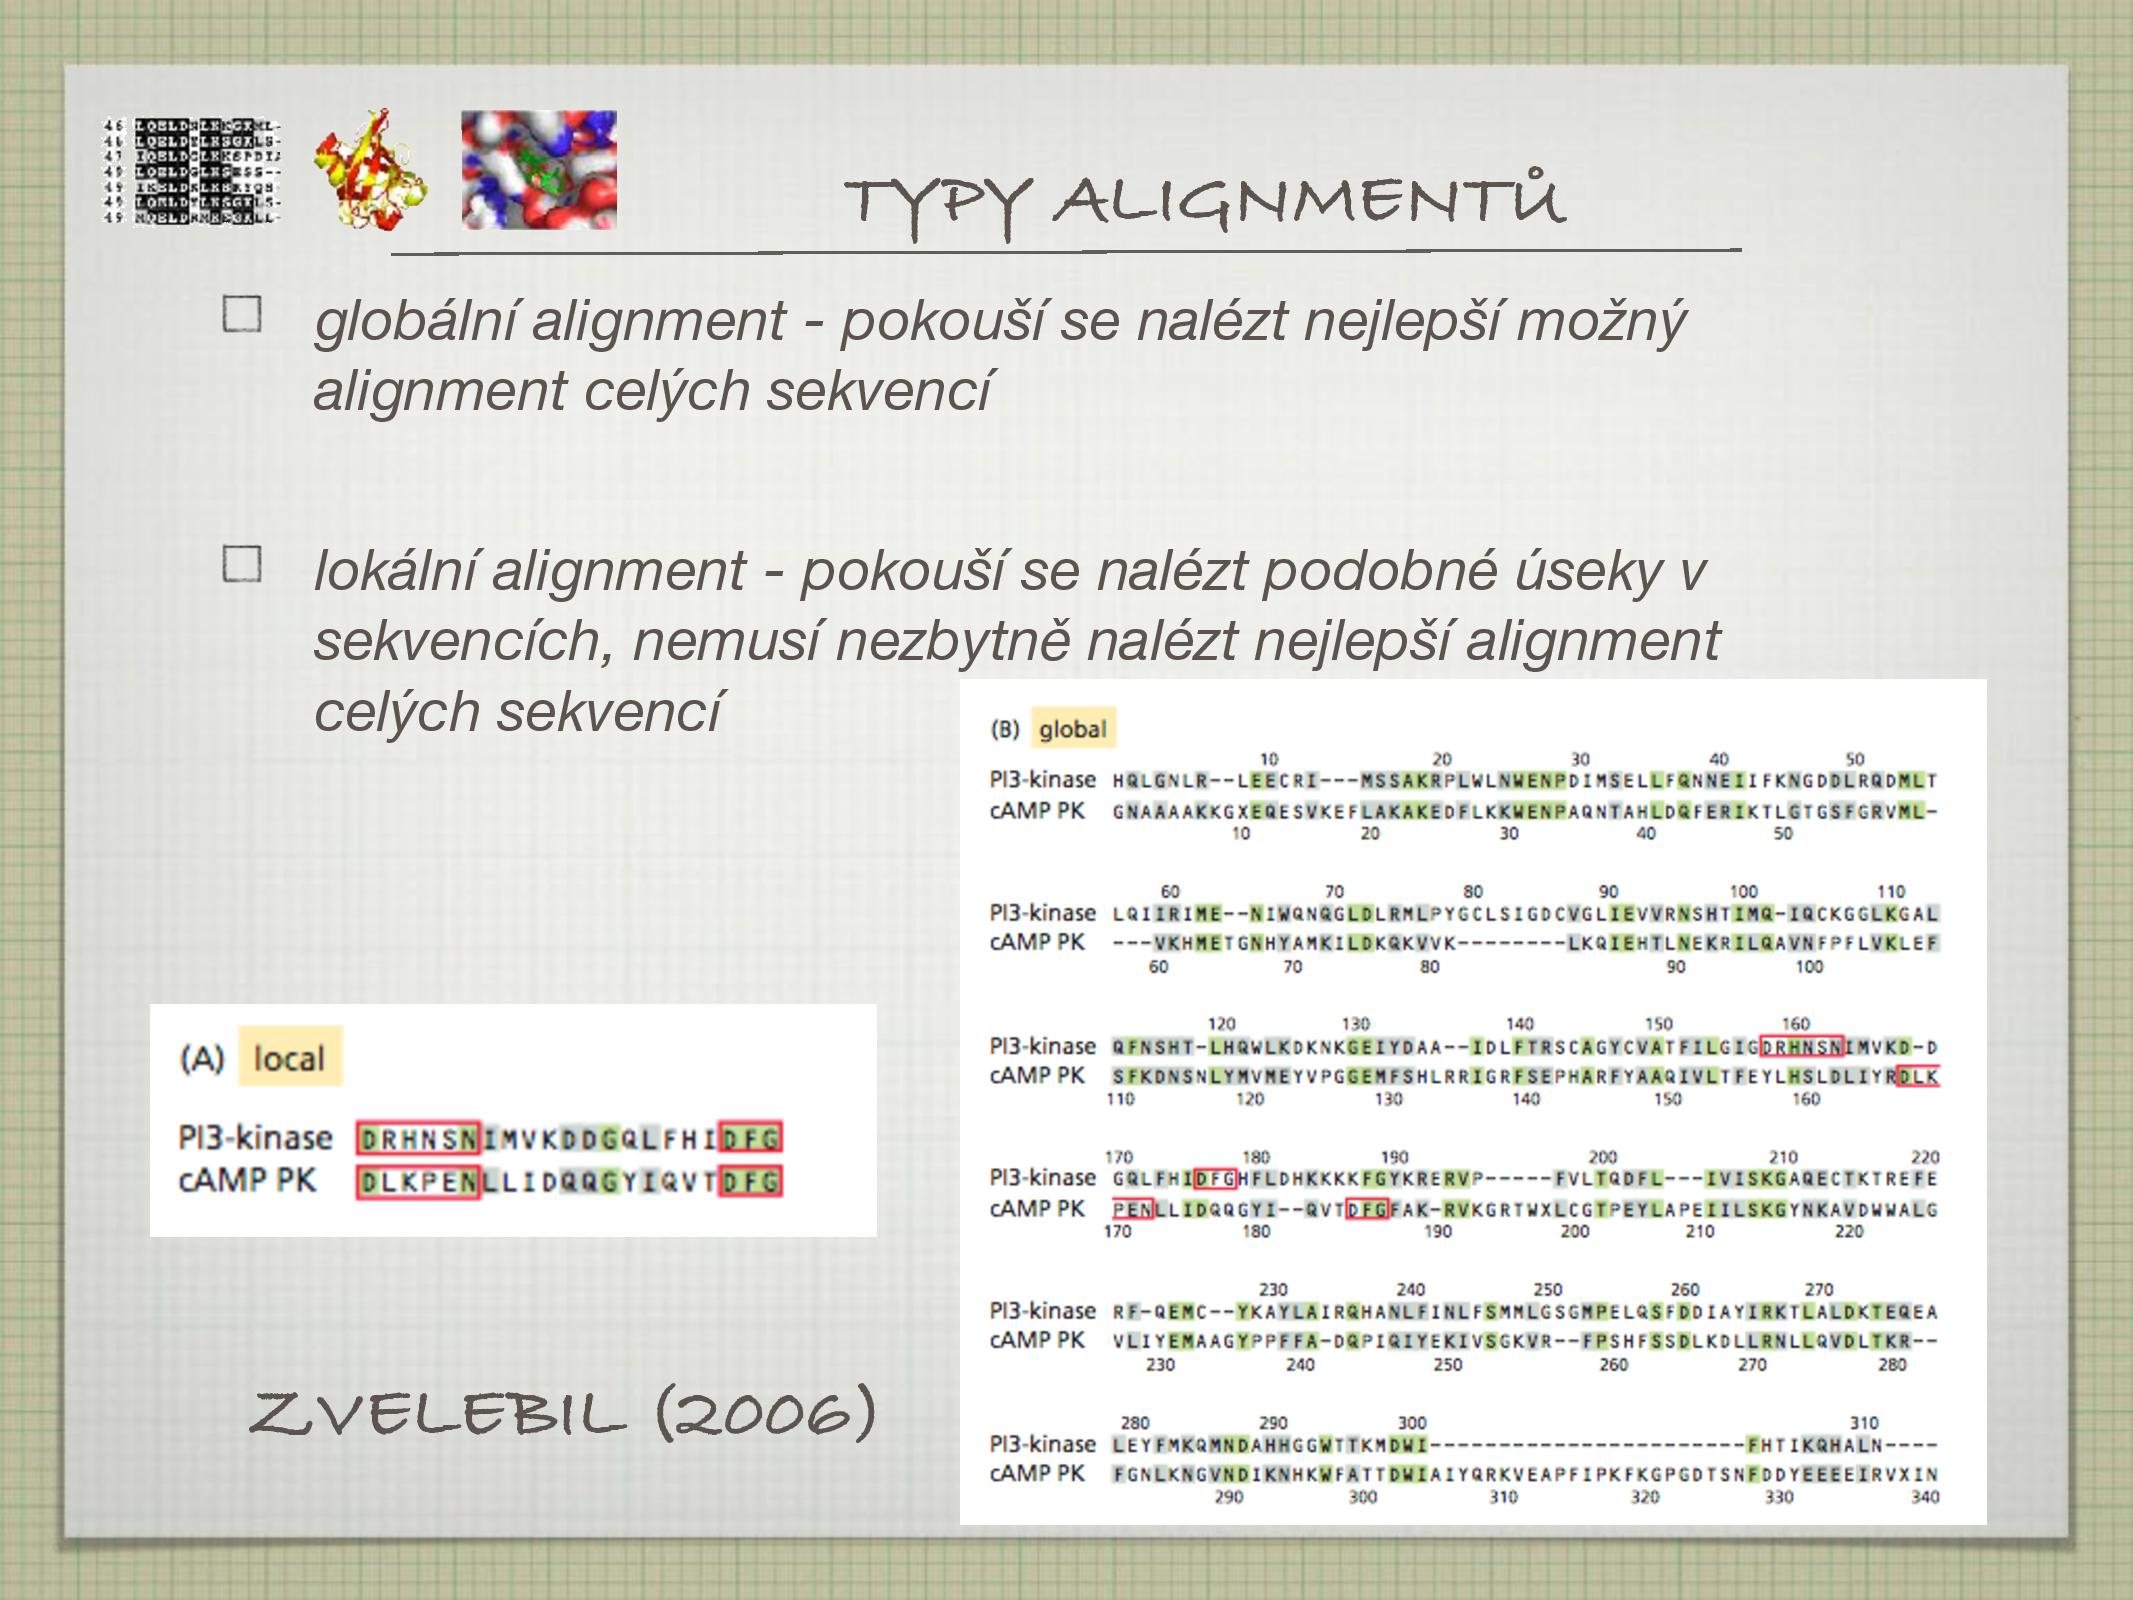 TYPY ALIGNMENTŮ
globální alignment - pokouší se nalézt nejlepší možný
alignment celých sekvencí
lokální alignment - pokouší se nalézt podobné úseky v
sekvencích, nemusí nezbytně nalézt nejlepší alignment
celých sekvencí
(A) local
PI3-kinase DRHNSNIMVKDDGQLFHIDFG
cAMP PK DLKPENLLIDQQGYIQVTDFG
ZVELEBIL (2006)
(B) global
10 20 30 40 50
PI3-kinase HQLGNLR--LEECRI---MSSAKRPLWLNWENPDIMSELLFQNNEIIFKNGDDLRQDMLT
cAMP PK GNAAAAKKGXEQESVKEFLAKAKEDFLKKWENPAQNTAHLDQFERIKTLGTGSFGRVML-
10 20 30 40 50
60 70 80 90 100 110
PI3-kinase LQIIRIME--NIWQNQGLDLRMLPYGCLSIGDCVGLIEVVRNSHTIMQ-IQCKGGLKGAL
cAMP PK ---VKHMETGNHYAMKILDKQKVVK--------LKQIEHTLNEKRILQAVNFPFLVKLEF
60 70 80 90 100
120 130 140 150 160
PI3-kinase QFNSHT-LHQWLKDKNKGEIYDAA--IDLFTRSCAGYCVATFILGIGDRHNSNIMVKD-D
cAMP PK SFKDNSNLYMVMEYVPGGEMFSHLRRIGRFSEPHARFYAAQIVLTFEYLHSLDLIYRDLK
110 120 130 140 150 160
170 180 190 200 210 220
PI3-kinase GQLFHIDFGHFLDHKKKKFGYKRERVP-----FVLTQDFL---IVISKGAQECTKTREFE
cAMP PK PENLLIDQQGYI--QVTDFGFAK-RVKGRTWXLCGTPEYLAPEIILSKGYNKAVDWWALG
170 180 190 200 210 220
230 240 250 260 270
PI3-kinase RF-QEMC--YKAYLAIRQHANLFINLFSMMLGSGMPELQSFDDIAYIRKTLALDKTEQEA
cAMP PK VLIYEMAAGYPPFFA-DQPIQIYEKIVSGKVR--FPSHFSSDLKDLLRNLLQVDLTKR--
230 240 250 260 270 280
280 290 300 310
PI3-kinase LEYFMKQMNDAHHGGWTTKMDWI-----------------------FHTIKQHALN----
cAMP PK FGNLKNGVNDIKNHKWFATTDWIAIYQRKVEAPFIPKFKGPGDTSNFDDYEEEEIRVXIN
290 300 310 320 330 340